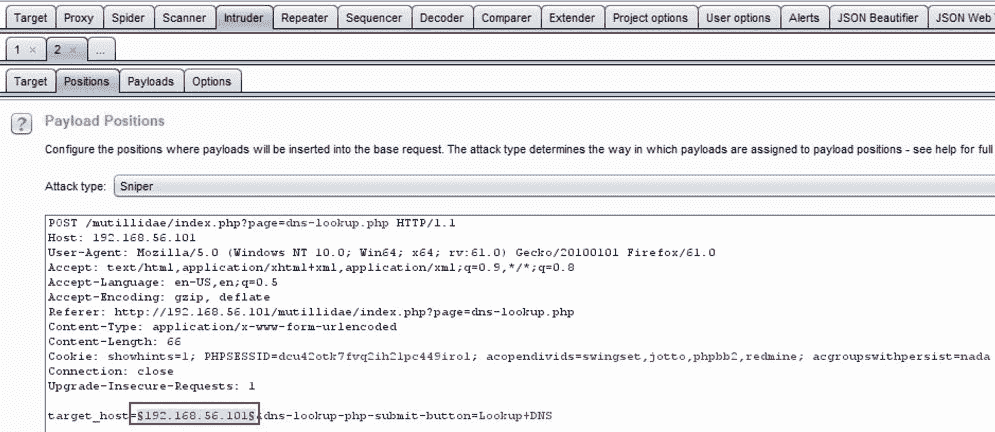 Target Proxy Spider Scanner Intruder Repeater Sequencer Decoder Comparer Extender Project options User options Alerts JSON Beautifier JSON Web
1 × 2 × ...
Target Positions Payloads Options
? Payload Positions
Configure the positions where payloads will be inserted into the base request. The attack type determines the way in which payloads are assigned to payload positions - see help for full
Attack type: Sniper
POST /mutillidae/index.php?page=dns-lookup.php HTTP/1.1
Host: 192.168.56.101
User-Agent: Mozilla/5.0 (Windows NT 10.0; Win64; x64; rv:61.0) Gecko/20100101 Firefox/61.0
Accept: text/html,application/xhtml+xml,application/xml;q=0.9,*/*;q=0.8
Accept-Language: en-US,en;q=0.5
Accept-Encoding: gzip, deflate
Referer: http://192.168.56.101/mutillidae/index.php?page=dns-lookup.php
Content-Type: application/x-www-form-urlencoded
Content-Length: 66
Cookie: showhints=1; PHPSESSID=dcu42otk7fvq2ih21pc449iro1; acopendivids=swingset,jotto,phpbb2,redmine; acgroupswithpersist=nada
Connection: close
Upgrade-Insecure-Requests: 1
target_host=§192.168.56.101§&dns-lookup-php-submit-button=Lookup+DNS